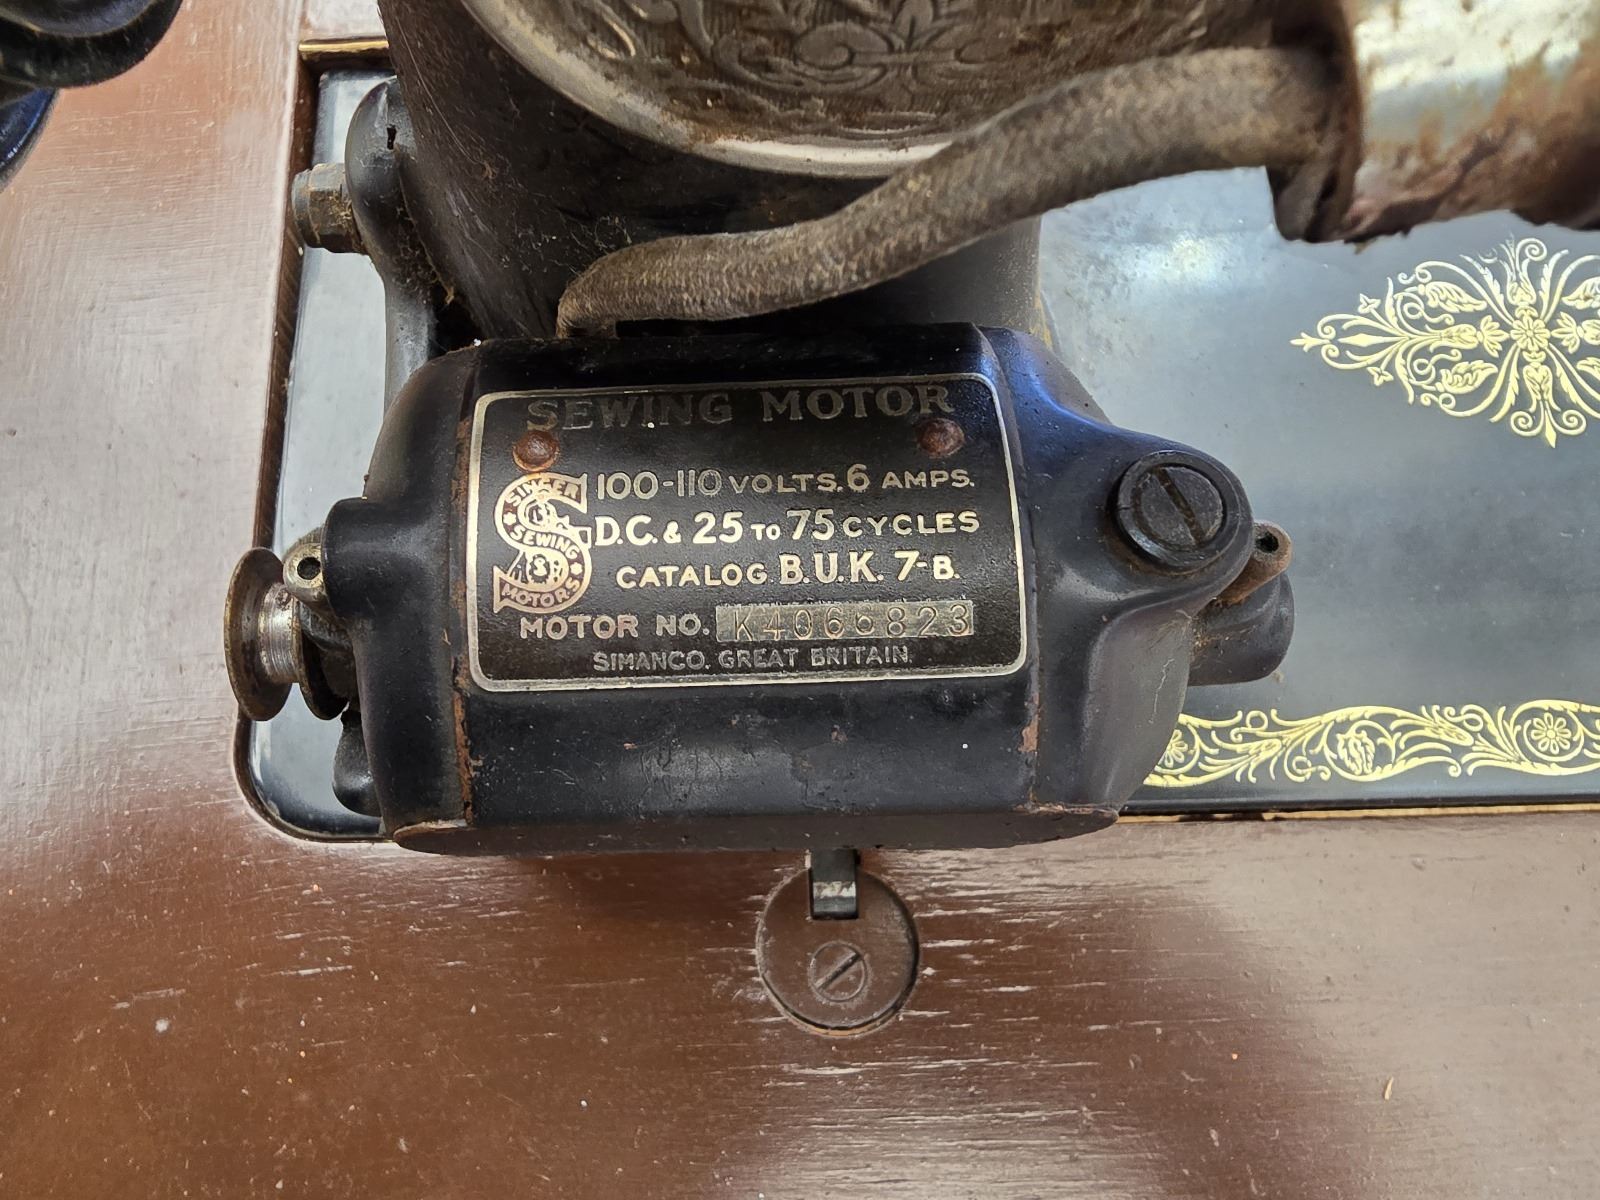 SEWING MOTOR
SINGER
SEWING
MOTORS
100-110 VOLTS. 6 AMPS.
D.C. & 25 TO 75 CYCLES
CATALOG. B.U.K. 7-B.
MOTOR NO. K4066823
SIMANCO. GREAT BRITAIN.